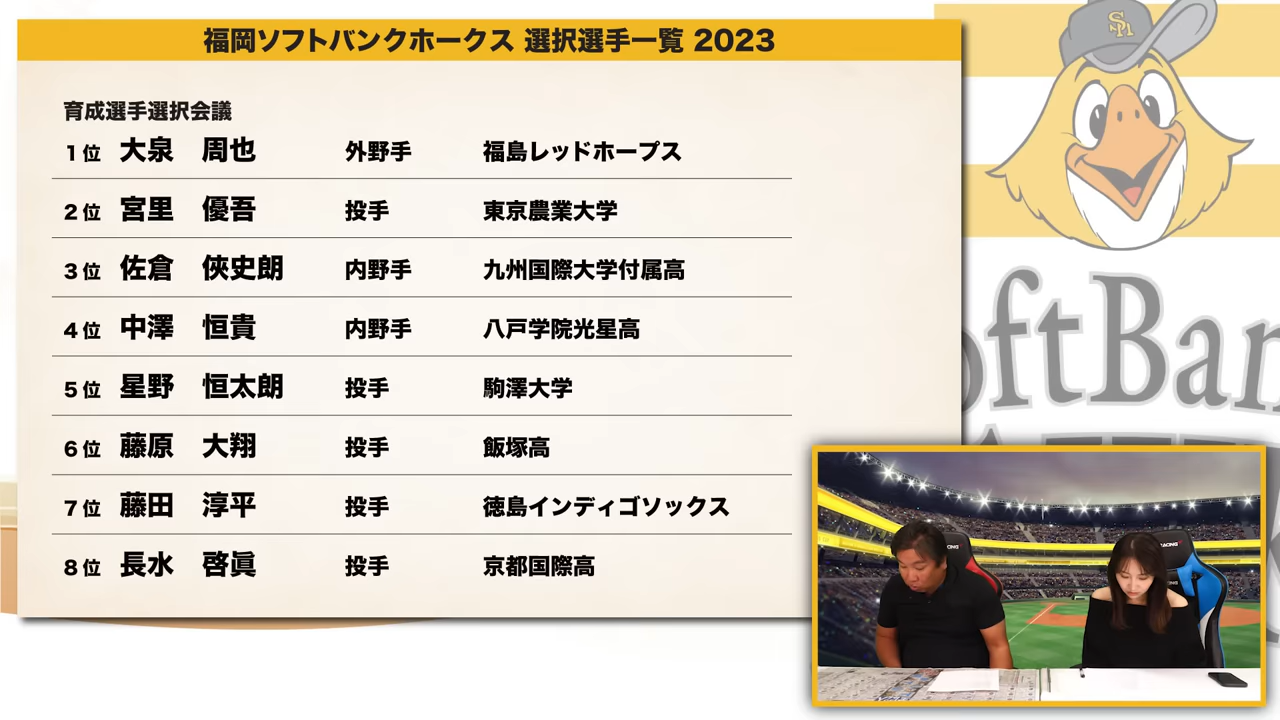 福岡ソフトバンクホークス 選択選手一覧 2023
育成選手選択会議
1位 大泉 周也 外野手 福島レッドホープス
2位 宮里 優吾 投手 東京農業大学
3位 佐倉 俠史朗 内野手 九州国際大学付属高
4位 中澤 恒貴 内野手 八戸学院光星高
5位 星野 恒太朗 投手 駒澤大学
6位 藤原 大翔 投手 飯塚高
7位 藤田 淳平 投手 徳島インディゴソックス
8位 長水 啓眞 投手 京都国際高
SH
oftBan